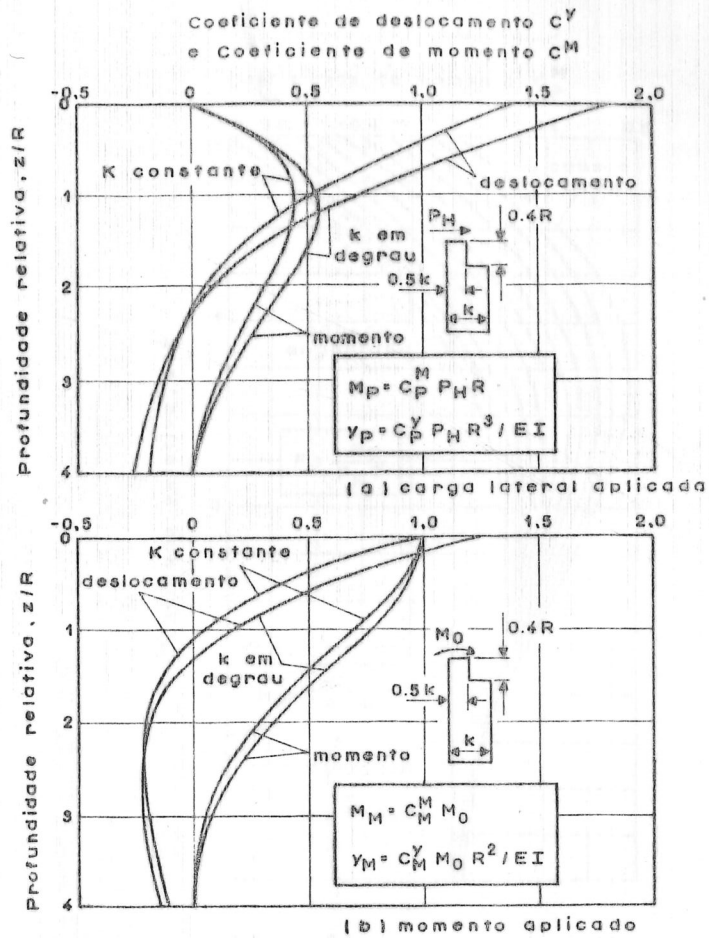 Coeficiente de deslocamento C^y
e Coeficiente de momento C^M
-0.5 0 0.5 1.0 1.5 2.0
0
1
2
3
4
Profundidade relativa, z/R
K constante
deslocamento
k em
degrau
momento
P_H
0.4R
0.5k
k
M_P = C_P^M P_H R
y_P = C_P^y P_H R^3 / EI
(a) carga lateral aplicada
-0.5 0 0.5 1.0 1.5 2.0
0
1
2
3
4
Profundidade relativa, z/R
K constante
deslocamento
k em
degrau
momento
M_0
0.4R
0.5k
k
M_M = C_M^M M_0
y_M = C_M^y M_0 R^2 / EI
(b) momento aplicado